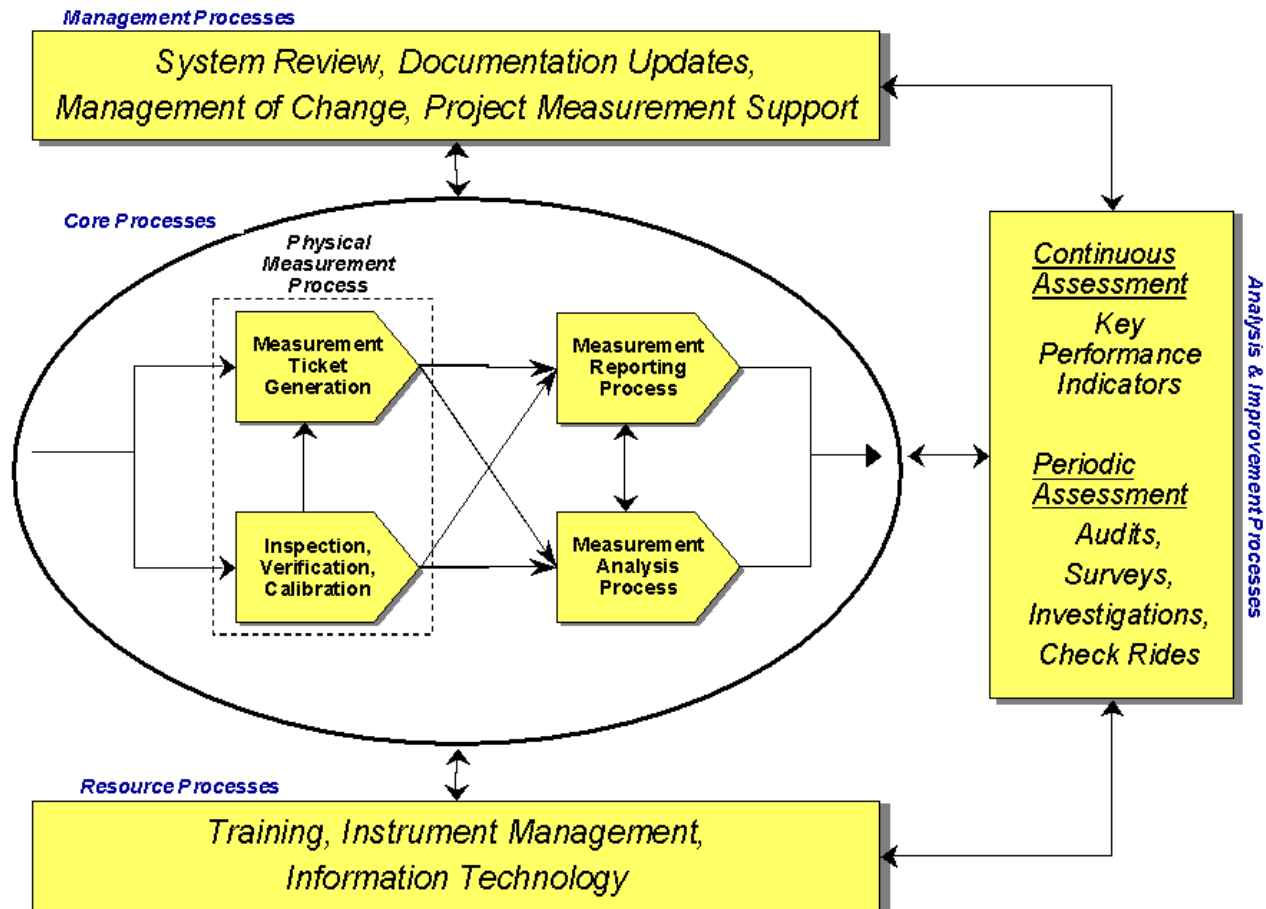 Management Processes
System Review, Documentation Updates,
Management of Change, Project Measurement Support
Core Processes
Physical
Measurement
Process
Measurement
Ticket
Generation
Measurement
Reporting
Process
Inspection,
Verification,
Calibration
Measurement
Analysis
Process
Continuous
Assessment
Key
Performance
Indicators
Periodic
Assessment
Audits,
Surveys,
Investigations,
Check Rides
Analysis & Improvement Processes
Resource Processes
Training, Instrument Management,
Information Technology